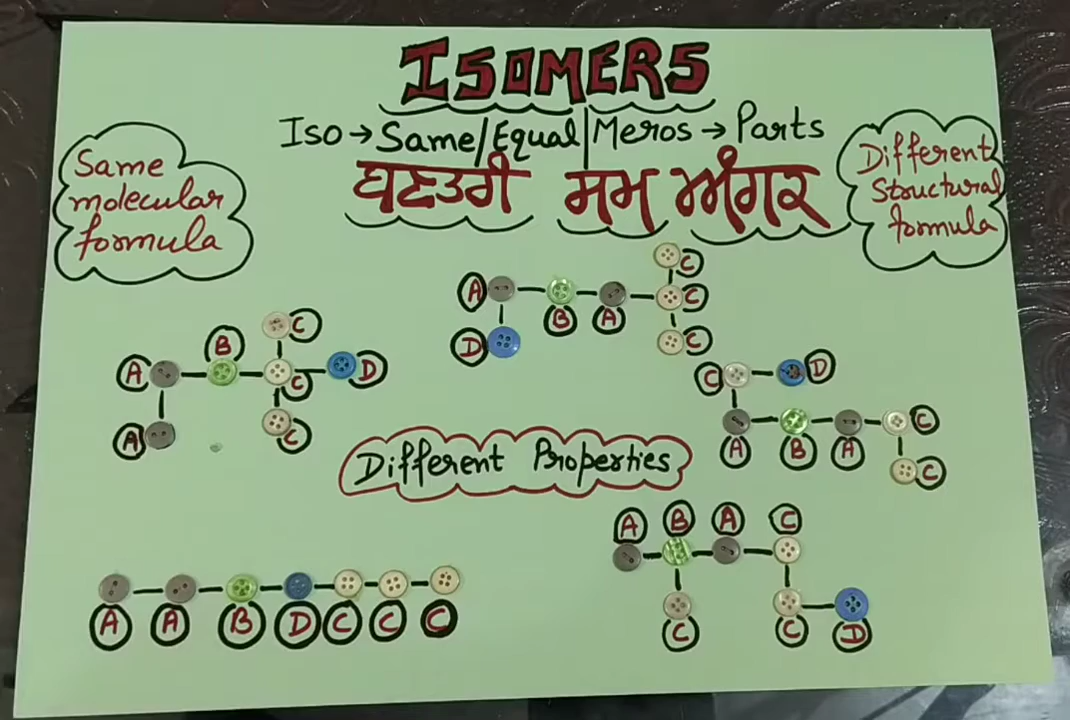 ISOMERS
Iso → Same/Equal | Meros → Parts
ਬਣਤਰੀ ਸਮ ਅੰਗਕ
Same
molecular
formula
Different
Structural
formula
A B C C C D A
A D B A C C C
C D A B A C C
Different Properties
A B A C C C D
A A B D C C C